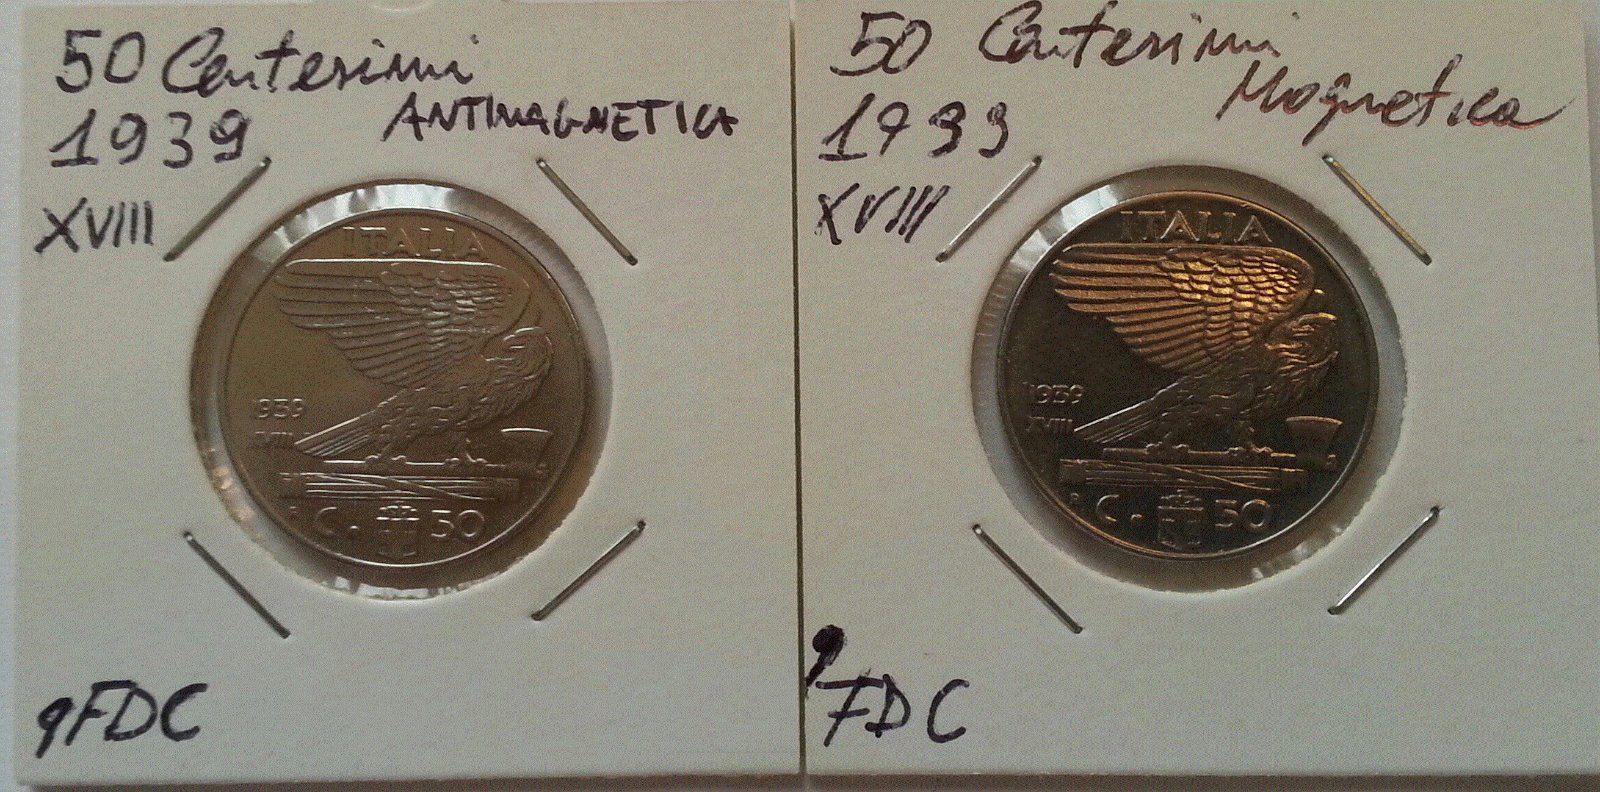 50 Centesimi
ANTIMAGNETICA
1939
XVIII
ITALIA
1939
XVIII
R
C. 50
qFDC
50 Centesimi
Magnetica
1939
XVIII
ITALIA
1939
XVIII
R
C. 50
qFDC